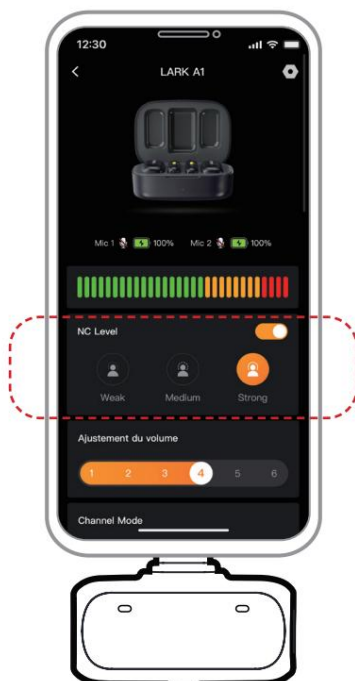 12:30
LARK A1
Mic 1 100% Mic 2 100%
NC Level
Weak Medium Strong
Ajustement du volume
1 2 3 4 5 6
Channel Mode